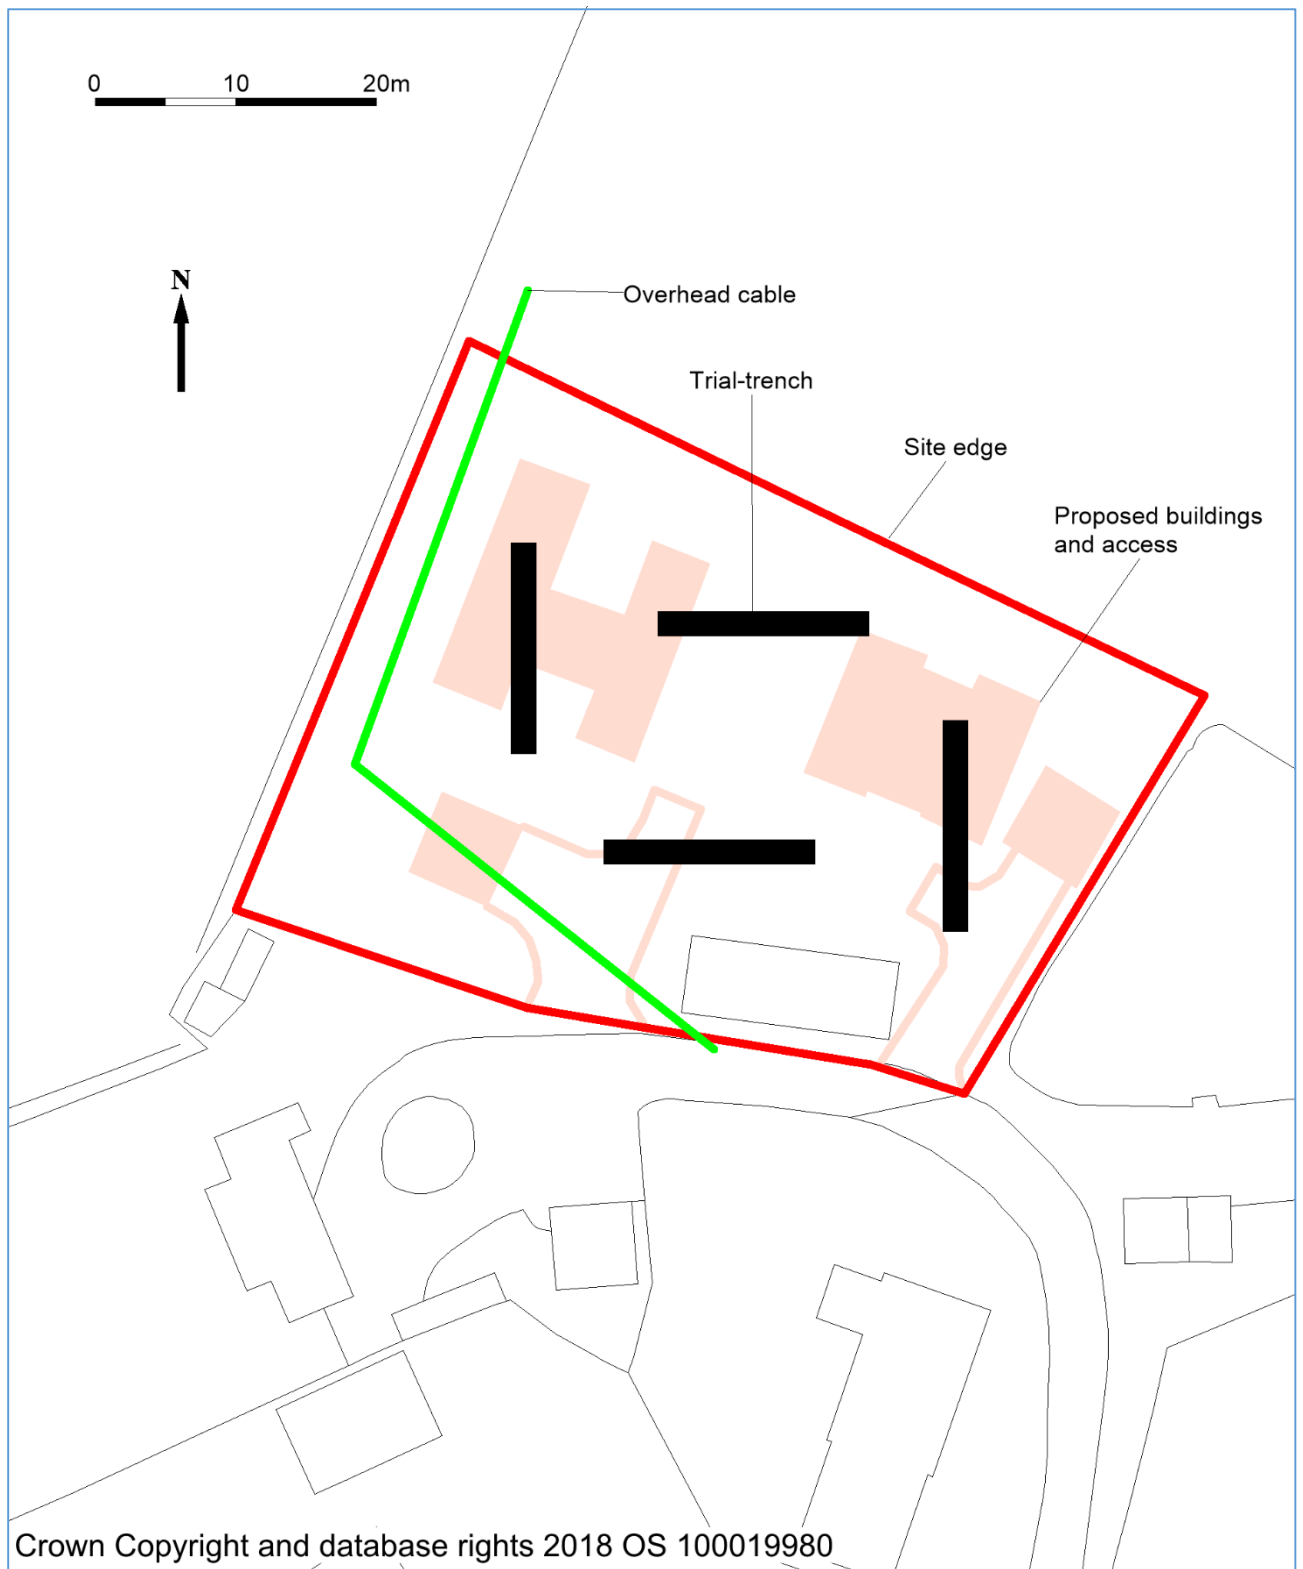 0 10 20m
N
Overhead cable
Trial-trench
Site edge
Proposed buildings
and access
Crown Copyright and database rights 2018 OS 100019980